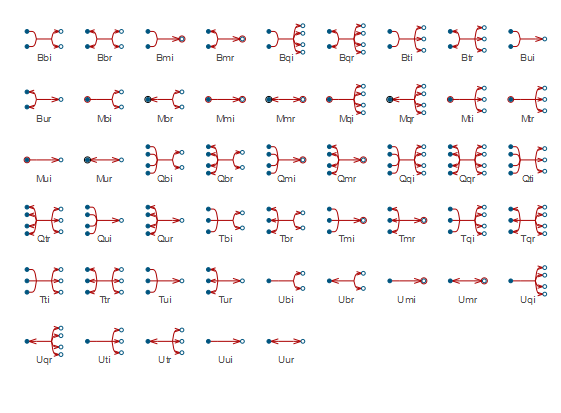 Bbi Bbr Bmi Bmr Bqi Bqr Bti Btr Bui
Bur Mbi Mbr Mmi Mmr Mqi Mqr Mti Mtr
Mui Mur Qbi Qbr Qmi Qmr Qqi Qqr Qti
Qtr Qui Qur Tbi Tbr Tmi Tmr Tqi Tqr
Tti Ttr Tui Tur Ubi Ubr Umi Umr Uqi
Uqr Uti Utr Uui Uur